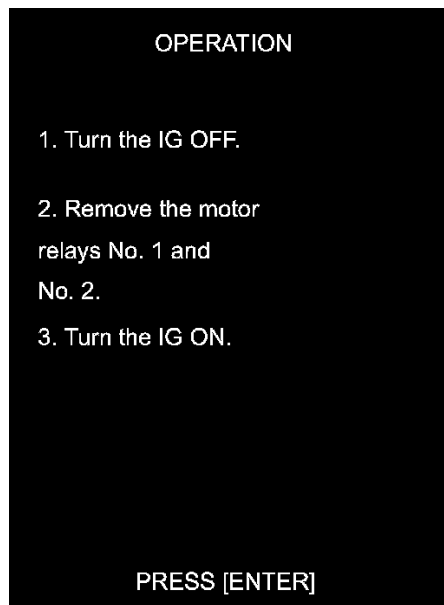 OPERATION
1. Turn the IG OFF.
2. Remove the motor
relays No. 1 and
No. 2.
3. Turn the IG ON.
PRESS [ENTER]